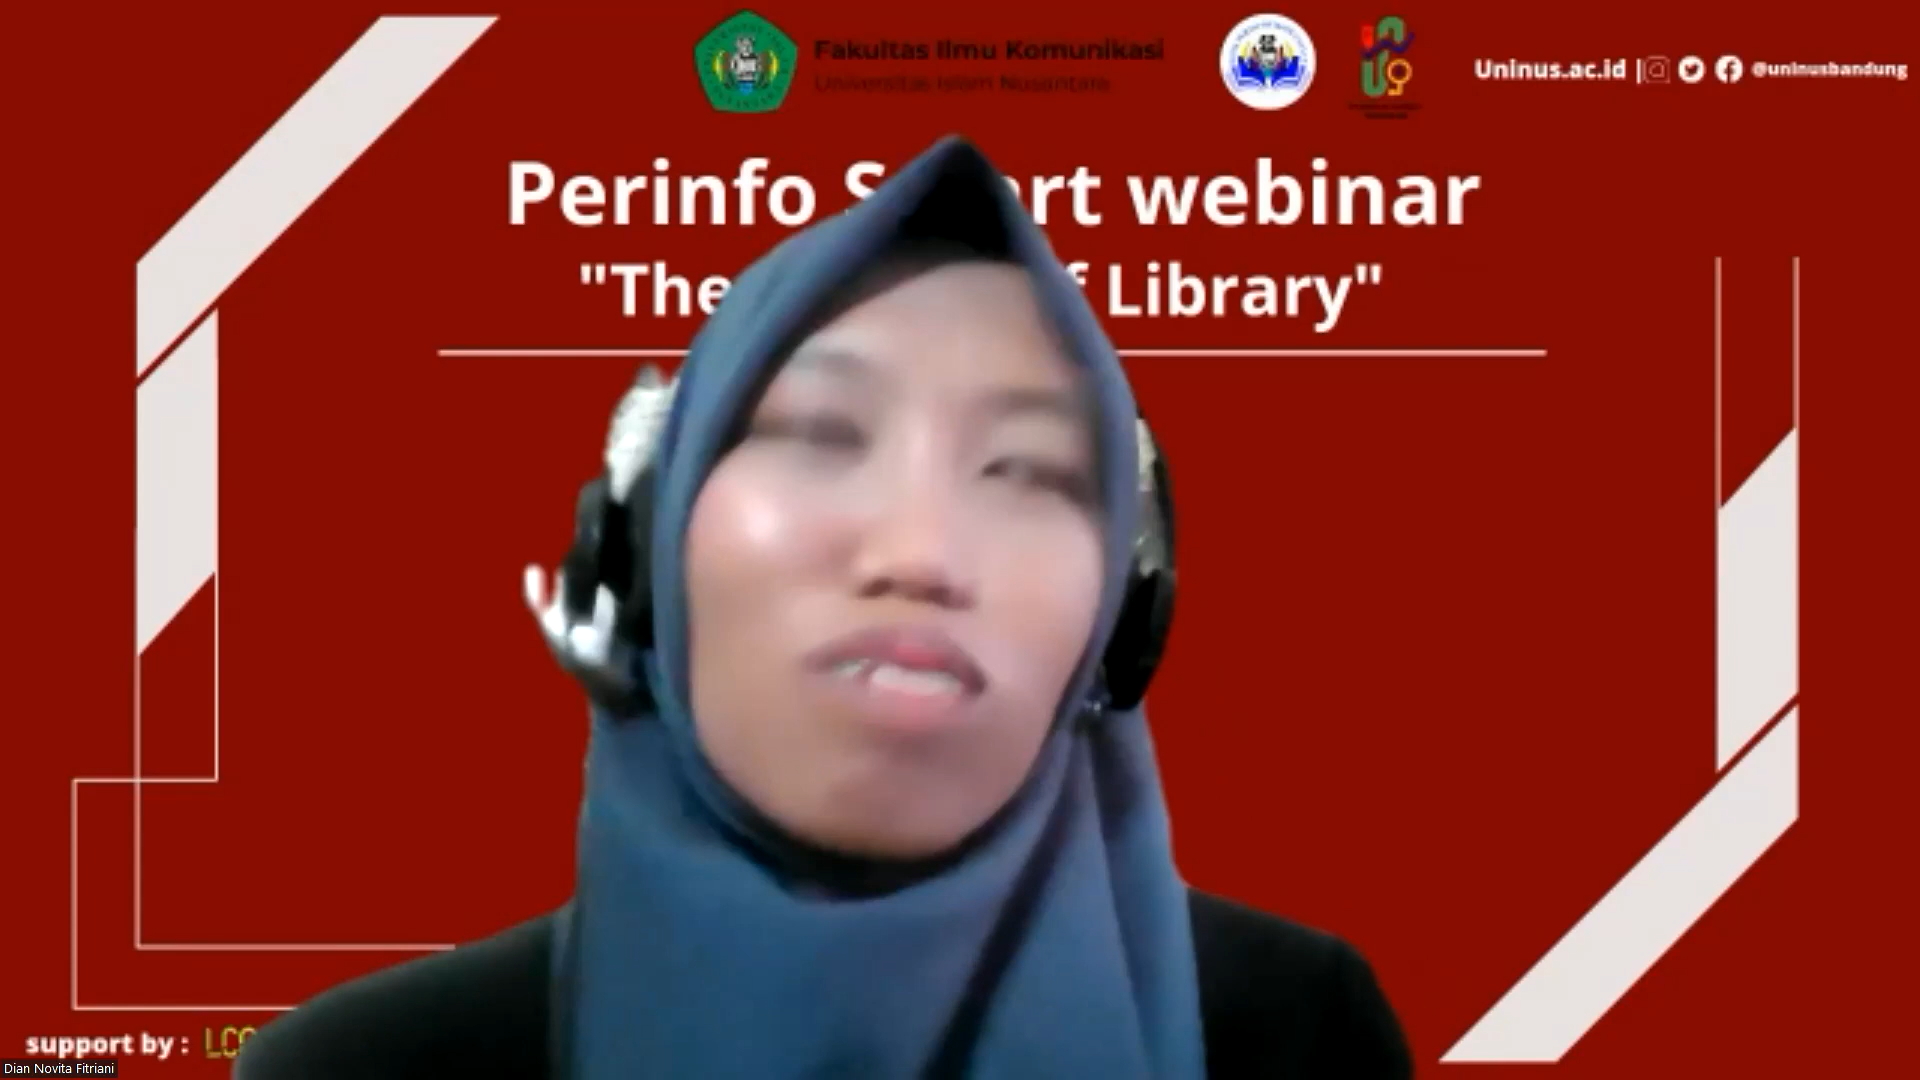 Fakultas Ilmu Komunikasi
Universitas Islam Nusantara
Uninus.ac.id | @uninusbandung
Perinfo art webinar
"The f Library"
support by :
Dian Novita Fitriani